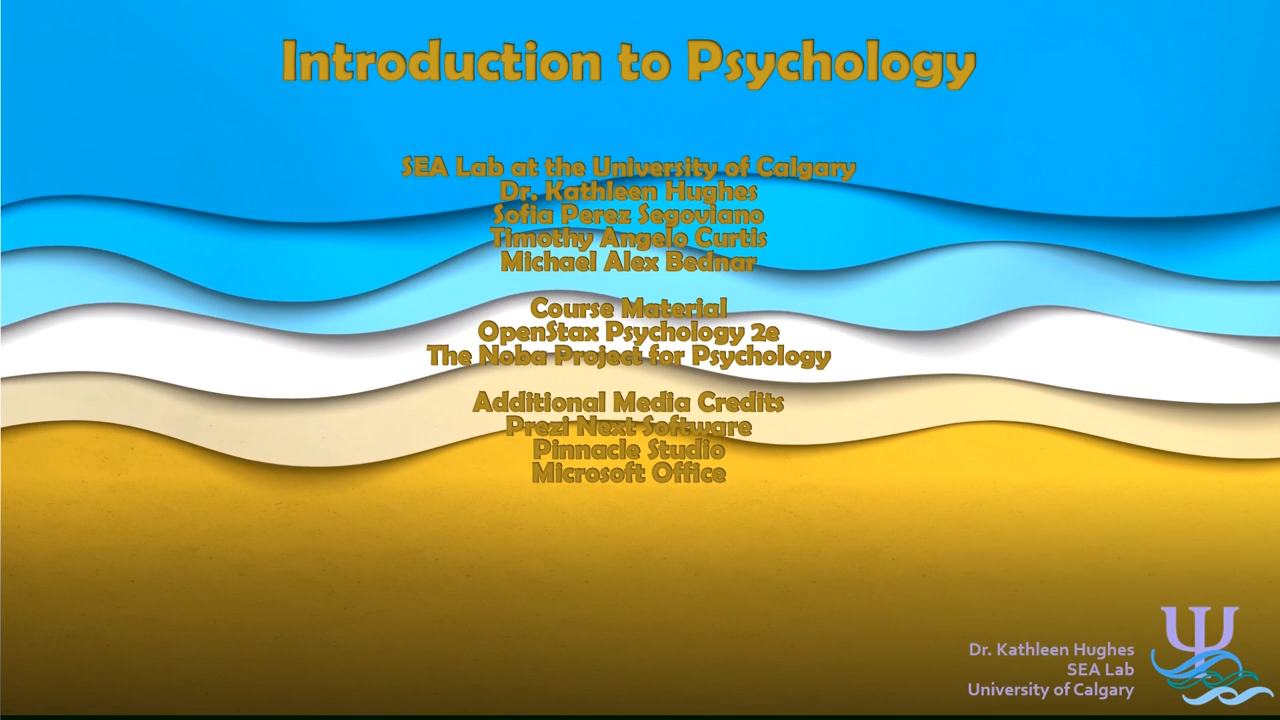 Introduction to Psychology
SEA Lab at the University of Calgary
Dr. Kathleen Hughes
Sofia Perez Segoviano
Timothy Angelo Curtis
Michael Alex Bednar
Course Material
OpenStax Psychology 2e
The Noba Project for Psychology
Additional Media Credits
Prezi Next Software
Pinnacle Studio
Microsoft Office
Dr. Kathleen Hughes
SEA Lab
University of Calgary